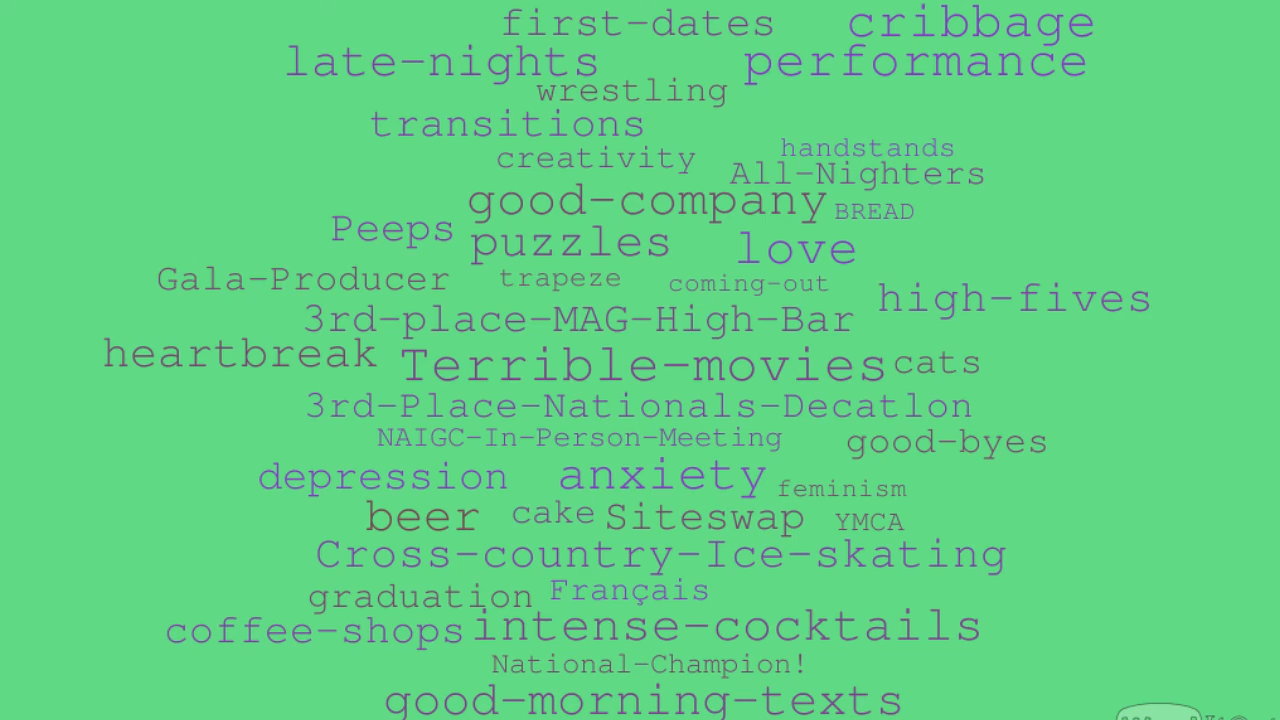 first-dates cribbage
late-nights performance
wrestling
transitions
handstands
creativity
All-Nighters
good-company BREAD
Peeps puzzles love
Gala-Producer trapeze coming-out
high-fives
3rd-place-MAG-High-Bar
heartbreak Terrible-movies cats
3rd-Place-Nationals-Decatlon
NAIGC-In-Person-Meeting good-byes
depression anxiety feminism
beer cake Siteswap YMCA
Cross-country-Ice-skating
graduation Français
coffee-shops intense-cocktails
National-Champion!
good-morning-texts